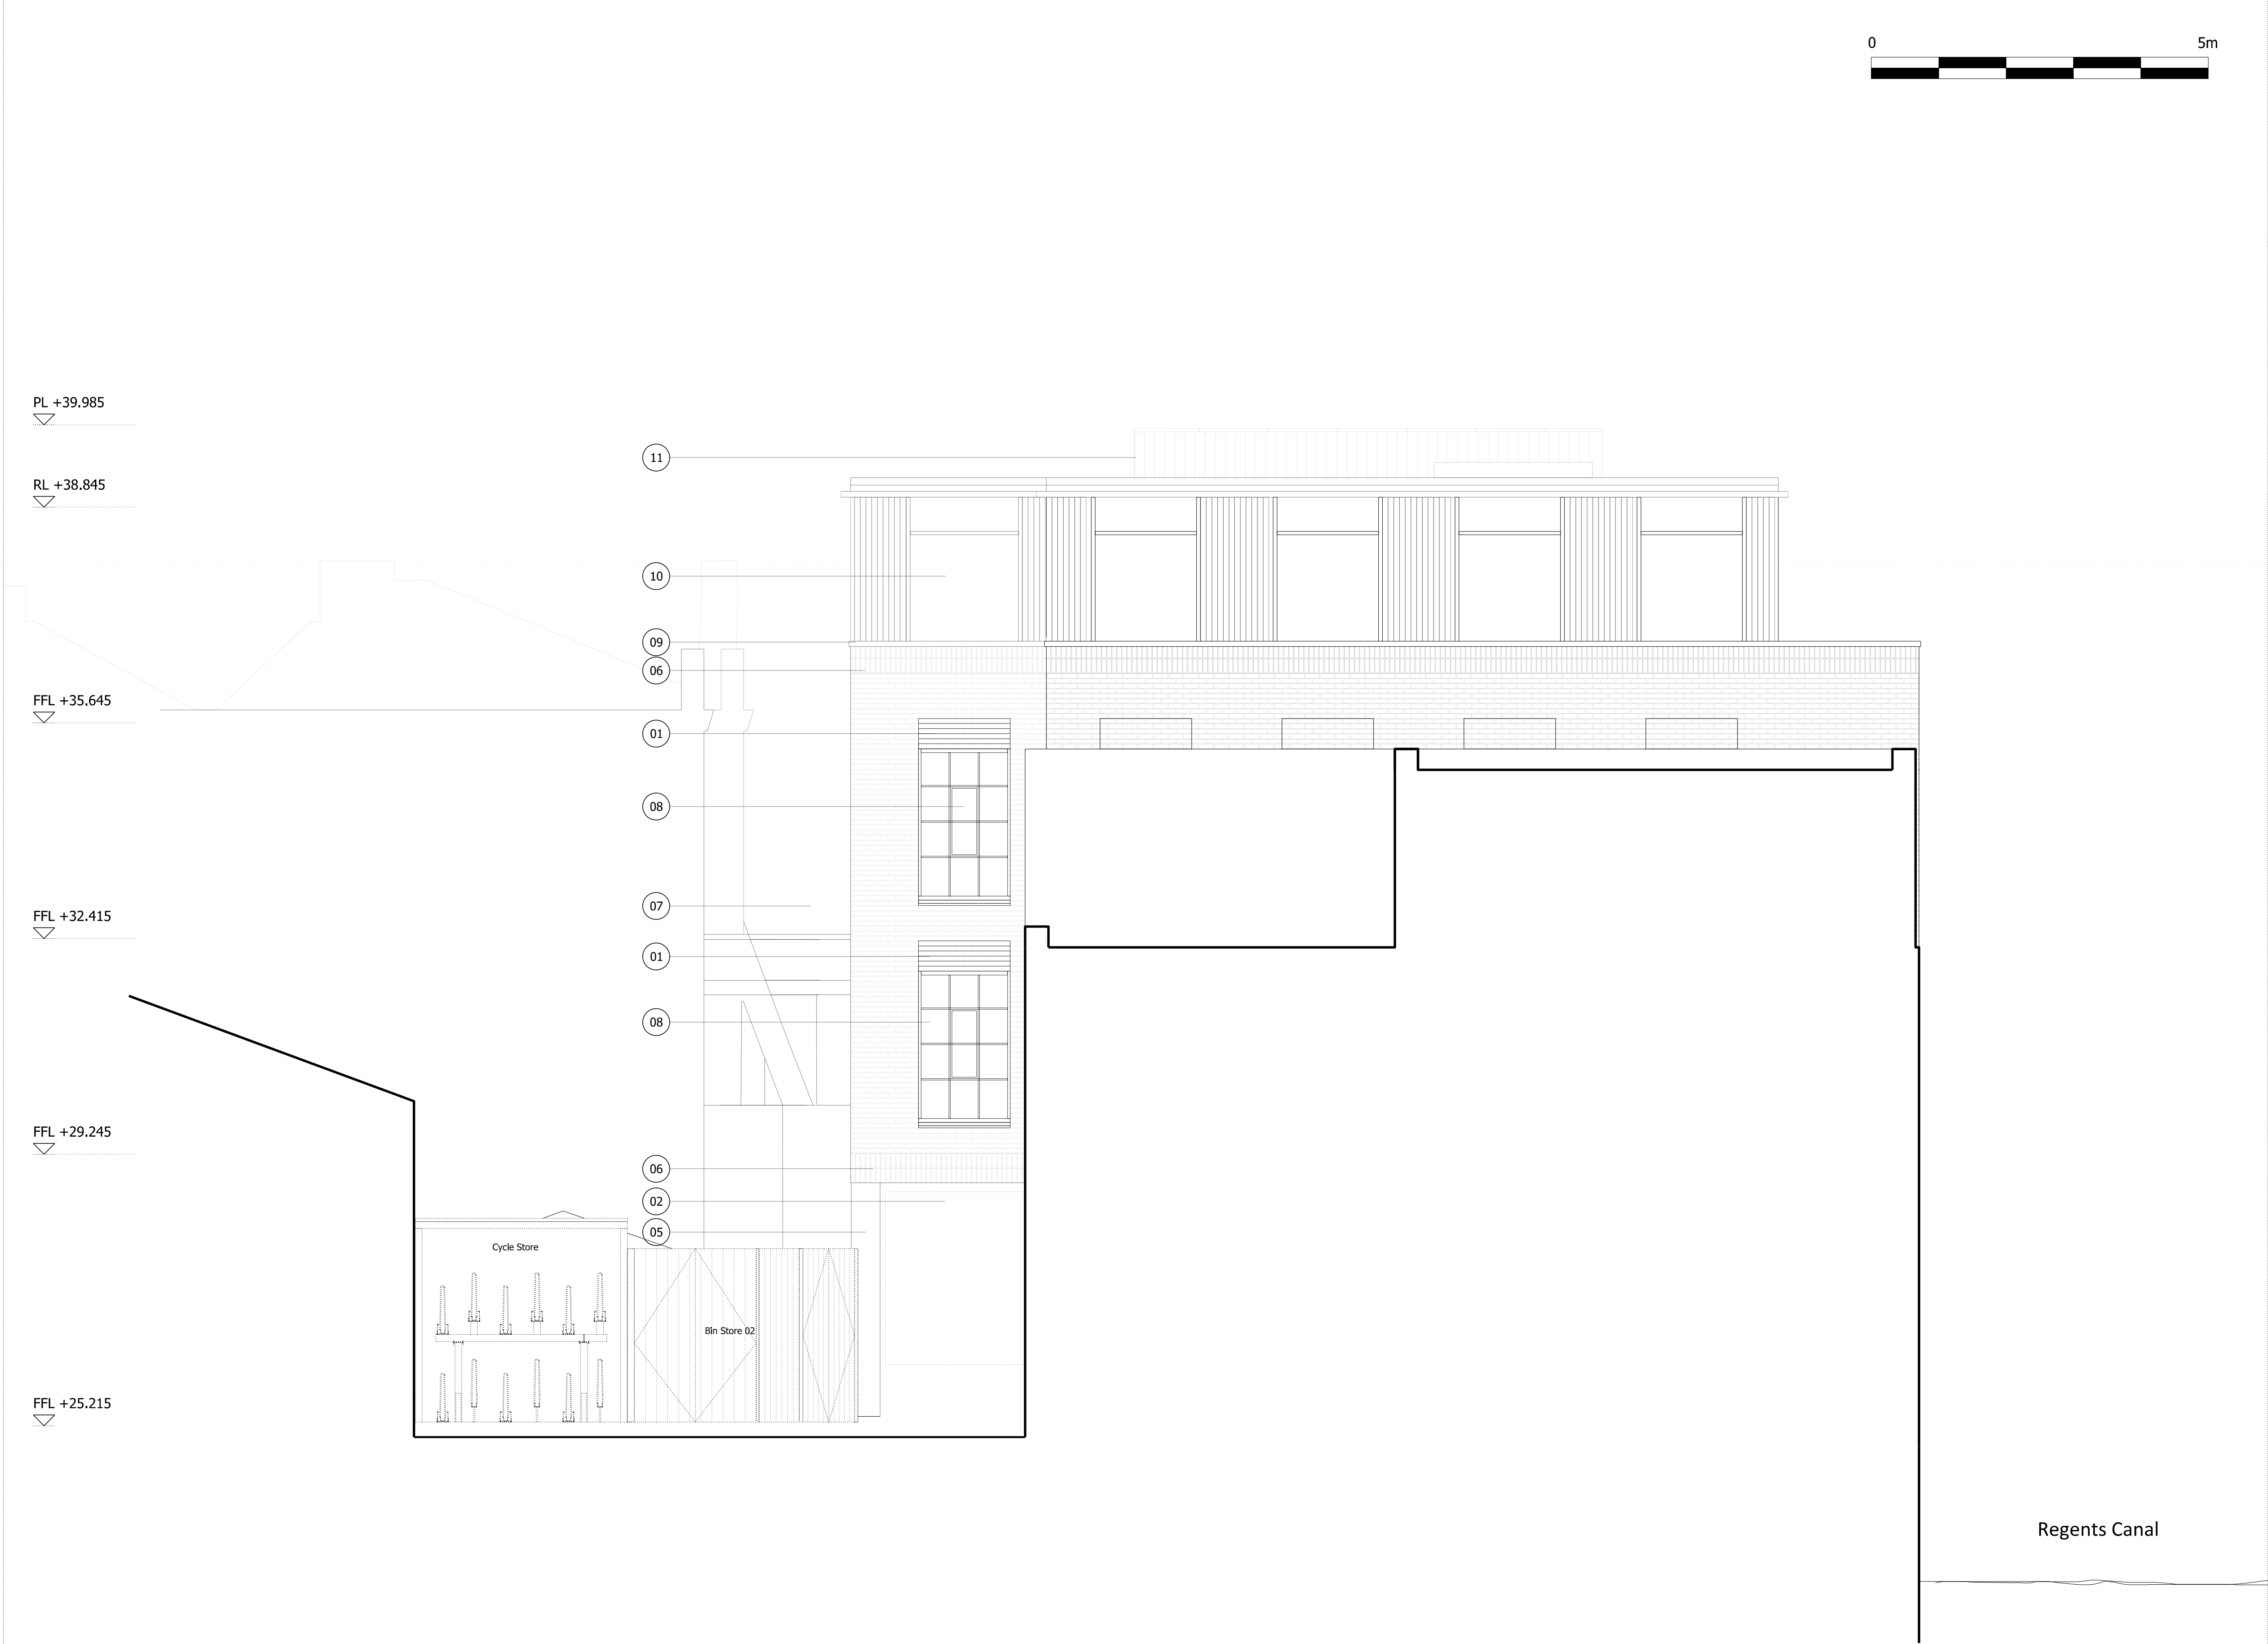 0 5m
PL +39.985
11
RL +38.845
10
09
06
FFL +35.645
01
08
07
FFL +32.415
01
08
FFL +29.245
06
02
05
Cycle Store
Bin Store 02
FFL +25.215
Regents Canal